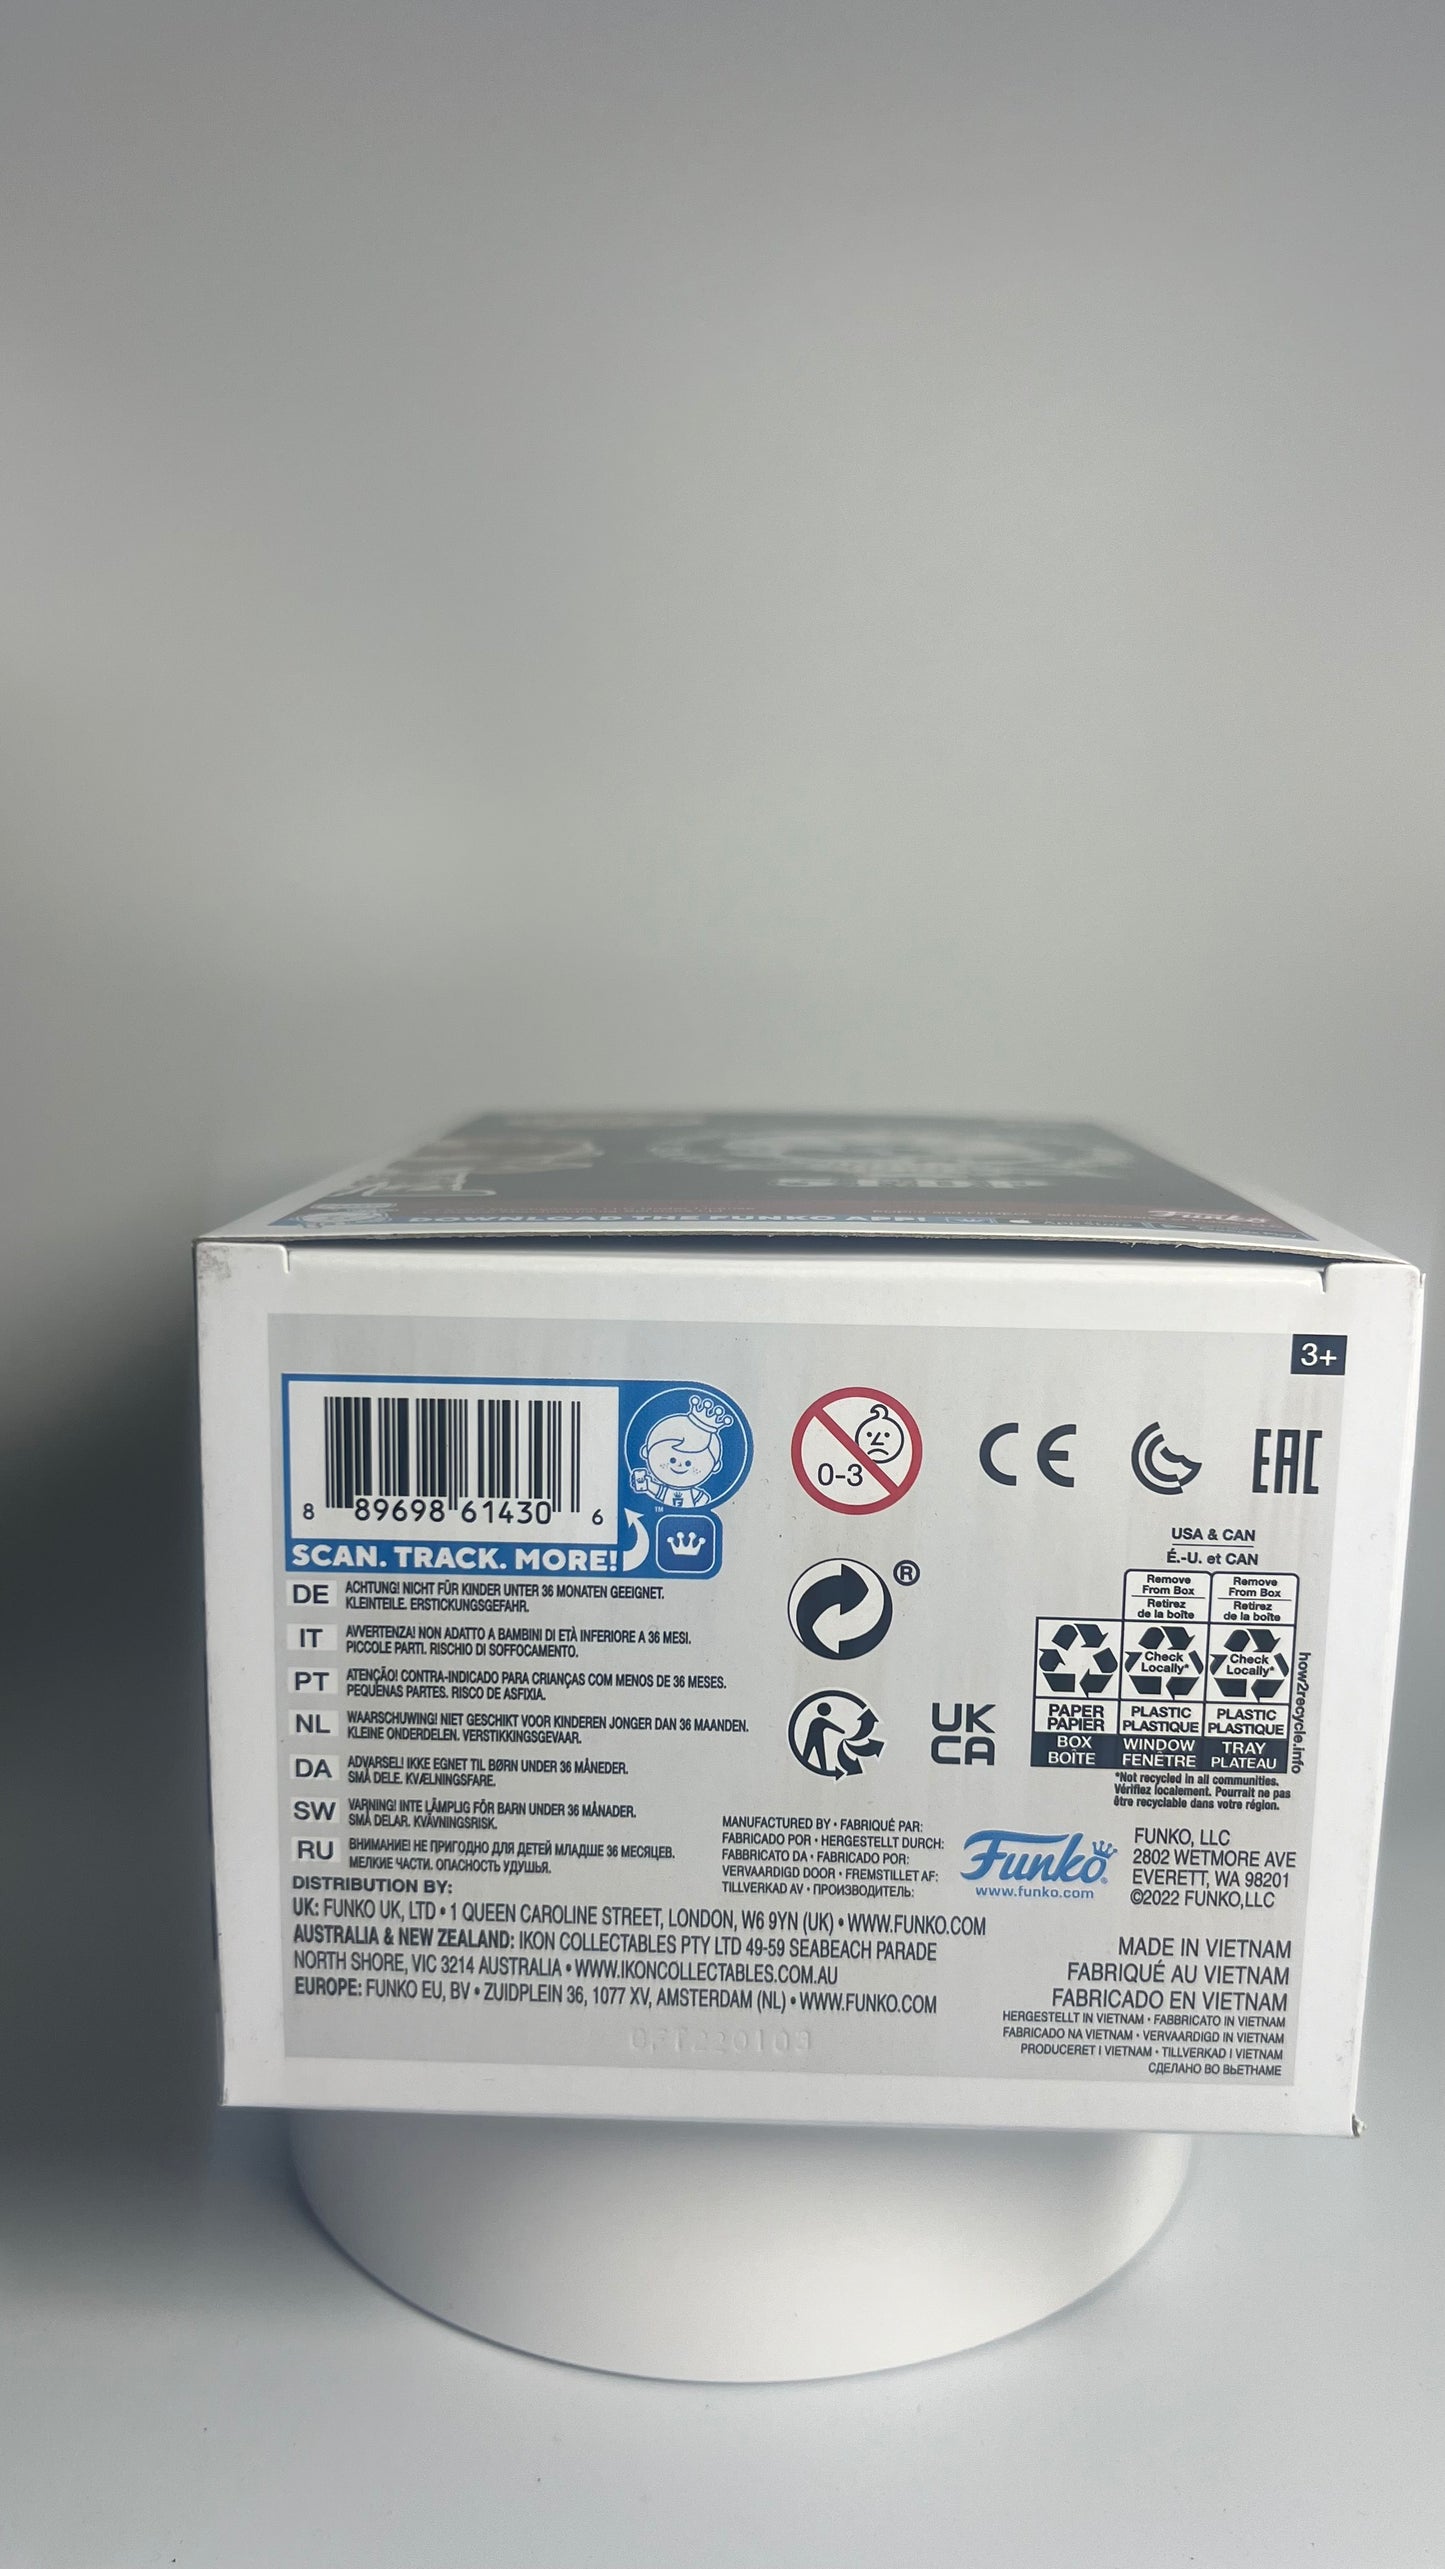 DOWNLOAD THE FUNKO APP!
Funko
3+
8 89698 61430 6
SCAN. TRACK. MORE!
™
0-3
CE
EAC
®
USA & CAN
É.-U. et CAN
Remove
From Box
Retirez
de la boîte
Remove
From Box
Retirez
de la boîte
Check
Locally*
Check
Locally*
PAPER
PAPIER
PLASTIC
PLASTIQUE
PLASTIC
PLASTIQUE
BOX
BOÎTE
WINDOW
FENÊTRE
TRAY
PLATEAU
how2recycle.info
*Not recycled in all communities.
Vérifiez localement. Pourrait ne pas
être recyclable dans votre région.
UK
CA
DE ACHTUNG! NICHT FÜR KINDER UNTER 36 MONATEN GEEIGNET.
KLEINTEILE. ERSTICKUNGSGEFAHR.
IT AVVERTENZA! NON ADATTO A BAMBINI DI ETÀ INFERIORE A 36 MESI.
PICCOLE PARTI. RISCHIO DI SOFFOCAMENTO.
PT ATENÇÃO! CONTRA-INDICADO PARA CRIANÇAS COM MENOS DE 36 MESES.
PEQUENAS PARTES. RISCO DE ASFIXIA.
NL WAARSCHUWING! NIET GESCHIKT VOOR KINDEREN JONGER DAN 36 MAANDEN.
KLEINE ONDERDELEN. VERSTIKKINGSGEVAAR.
DA ADVARSEL! IKKE EGNET TIL BØRN UNDER 36 MÅNEDER.
SMÅ DELE. KVÆLNINGSFARE.
SW VARNING! INTE LÄMPLIG FÖR BARN UNDER 36 MÅNADER.
SMÅ DELAR. KVÄVNINGSRISK.
RU ВНИМАНИЕ! НЕ ПРИГОДНО ДЛЯ ДЕТЕЙ МЛАДШЕ 36 МЕСЯЦЕВ.
МЕЛКИЕ ЧАСТИ. ОПАСНОСТЬ УДУШЬЯ.
MANUFACTURED BY • FABRIQUÉ PAR:
FABRICADO POR • HERGESTELLT DURCH:
FABBRICATO DA • FABRICADO POR:
VERVAARDIGD DOOR • FREMSTILLET AF:
TILLVERKAD AV • ПРОИЗВОДИТЕЛЬ:
Funko®
www.funko.com
FUNKO, LLC
2802 WETMORE AVE
EVERETT, WA 98201
©2022 FUNKO,LLC
DISTRIBUTION BY:
UK: FUNKO UK, LTD • 1 QUEEN CAROLINE STREET, LONDON, W6 9YN (UK) • WWW.FUNKO.COM
AUSTRALIA & NEW ZEALAND: IKON COLLECTABLES PTY LTD 49-59 SEABEACH PARADE
NORTH SHORE, VIC 3214 AUSTRALIA • WWW.IKONCOLLECTABLES.COM.AU
EUROPE: FUNKO EU, BV • ZUIDPLEIN 36, 1077 XV, AMSTERDAM (NL) • WWW.FUNKO.COM
MADE IN VIETNAM
FABRIQUÉ AU VIETNAM
FABRICADO EN VIETNAM
HERGESTELLT IN VIETNAM • FABBRICATO IN VIETNAM
FABRICADO NA VIETNAM • VERVAARDIGD IN VIETNAM
PRODUCERET I VIETNAM • TILLVERKAD I VIETNAM
СДЕЛАНО ВО ВЬЕТНАМЕ